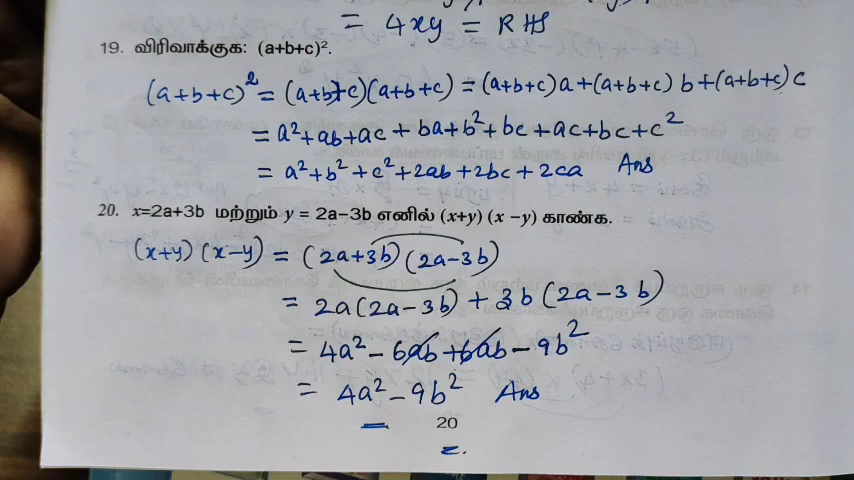 = 4xy = RHS
19. விரிவாக்குக: (a+b+c)².
(a+b+c)² = (a+b+c)(a+b+c) = (a+b+c)a+(a+b+c)b+(a+b+c)c
= a²+ab+ac+ba+b²+bc+ac+bc+c²
= a²+b²+c²+2ab+2bc+2ca Ans
20. x=2a+3b மற்றும் y = 2a–3b எனில் (x+y) (x –y) காண்க.
(x+y) (x-y) = (2a+3b)(2a-3b)
= 2a(2a-3b) + 3b(2a-3b)
= 4a² - 6ab + 6ab - 9b²
= 4a² - 9b² Ans
20